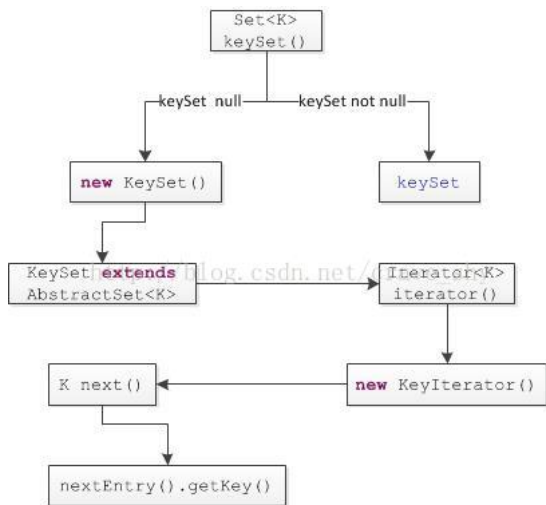 Set<K>
keySet()
keySet null
keySet not null
new KeySet()
keySet
KeySet extends
AbstractSet<K>
Iterator<K>
iterator()
K next()
new KeyIterator()
nextEntry().getKey()